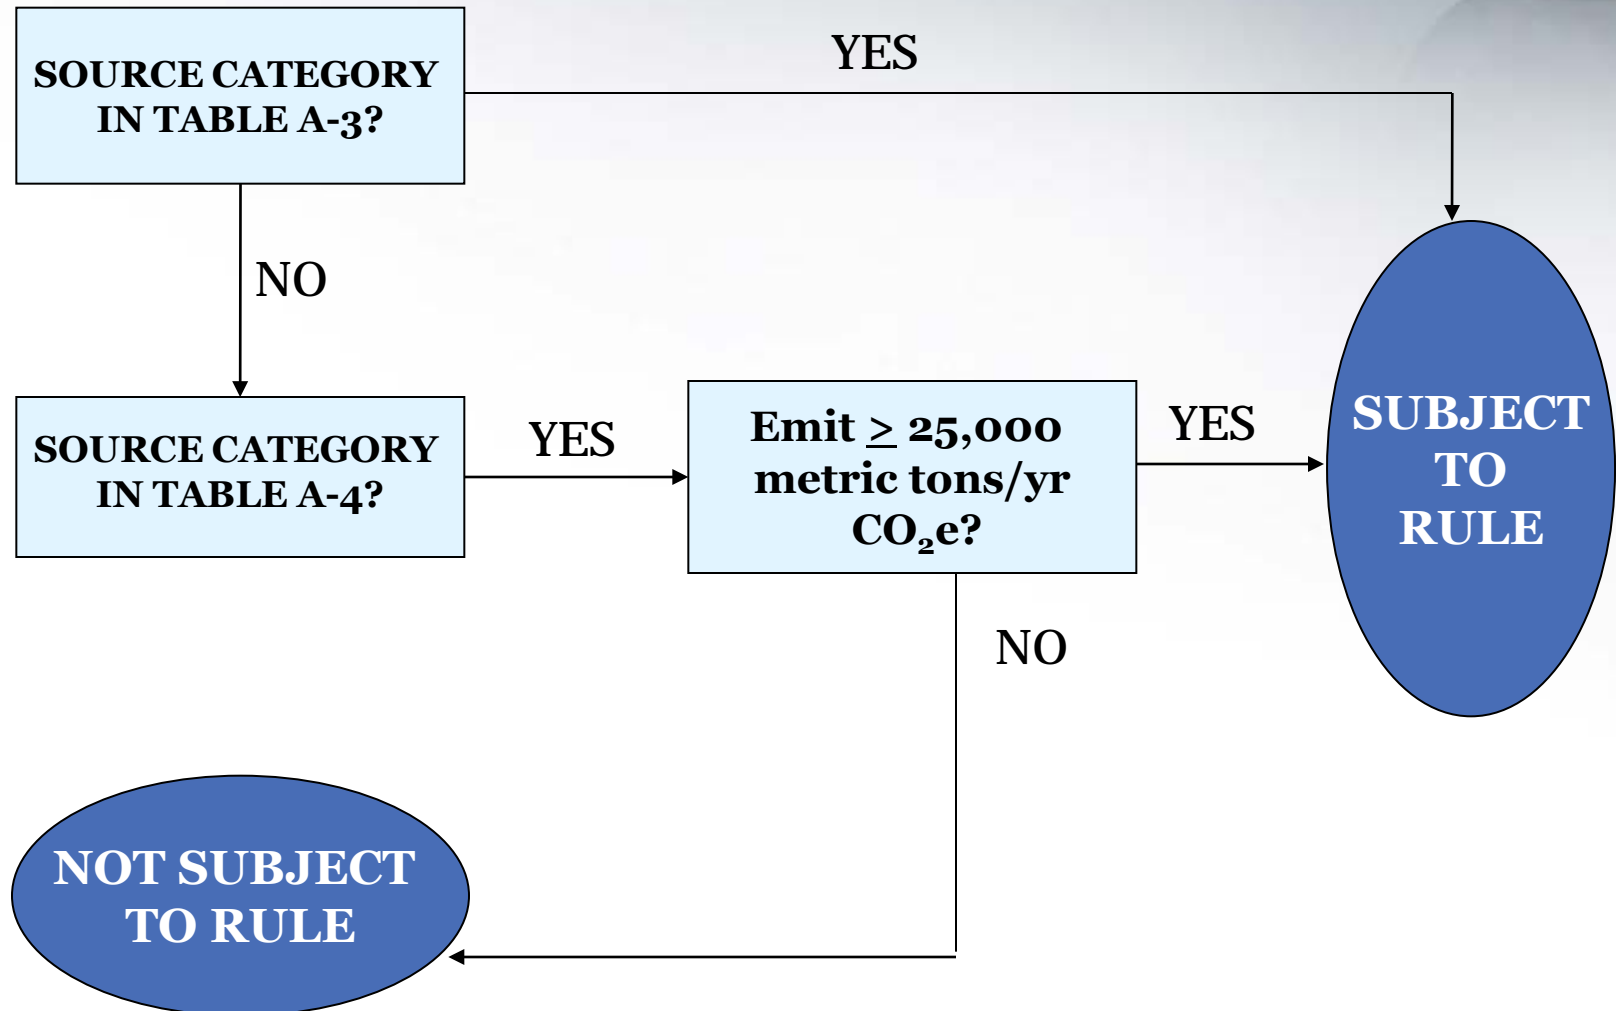 SOURCE CATEGORY
IN TABLE A-3?
YES
NO
SOURCE CATEGORY
IN TABLE A-4?
YES
Emit ≥ 25,000
metric tons/yr
CO₂e?
YES
NO
SUBJECT
TO
RULE
NOT SUBJECT
TO RULE